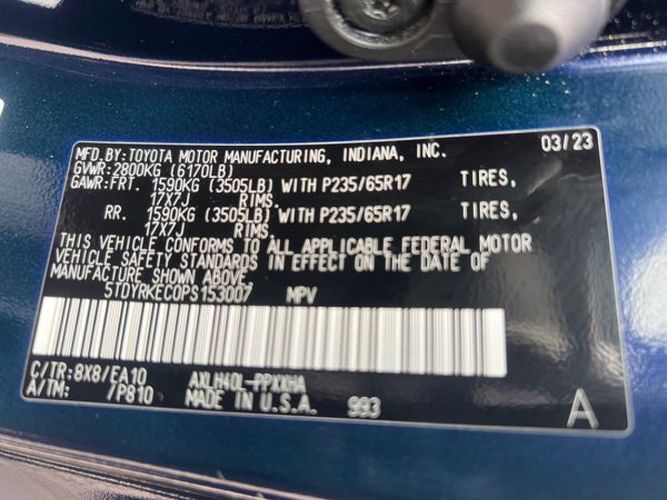 MFD.BY:TOYOTA MOTOR MANUFACTURING, INDIANA, INC. 03/23
GVWR:2800KG (6170LB)
GAWR:FRT. 1590KG (3505LB) WITH P235/65R17 TIRES,
17X7J RIMS.
RR. 1590KG (3505LB) WITH P235/65R17 TIRES,
17X7J RIMS.
THIS VEHICLE CONFORMS TO ALL APPLICABLE FEDERAL MOTOR
VEHICLE SAFETY STANDARDS IN EFFECT ON THE DATE OF
MANUFACTURE SHOWN ABOVE
5TDYRKEC0PS153007 MPV
C/TR:8X8/EA10 AXLH40L-PPXXHA
A/TM: /P810 MADE IN U.S.A. 993 A